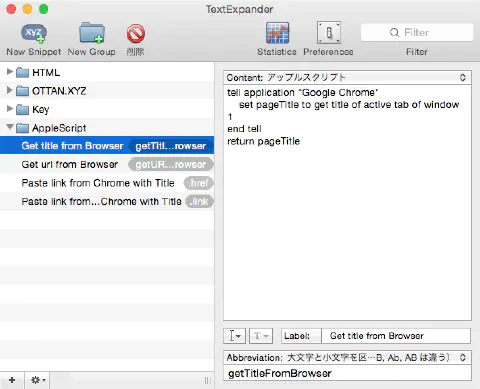 TextExpander
New Snippet
New Group
削除
Statistics
Preferences
Filter
Filter
HTML
OTTAN.XYZ
Key
AppleScript
Get title from Browser getTitl...rowser
Get url from Browser getUR...rowser
Paste link from Chrome with Title .href
Paste link from...Chrome with Title .link
Content: アップルスクリプト
tell application "Google Chrome"
set pageTitle to get title of active tab of window
1
end tell
return pageTitle
Label: Get title from Browser
Abbreviation: 大文字と小文字を区…B, Ab, AB は違う)
getTitleFromBrowser